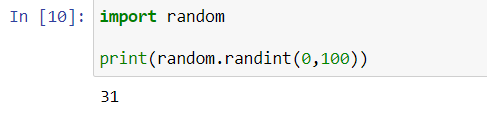 In [10]: import random
print(random.randint(0,100))
31